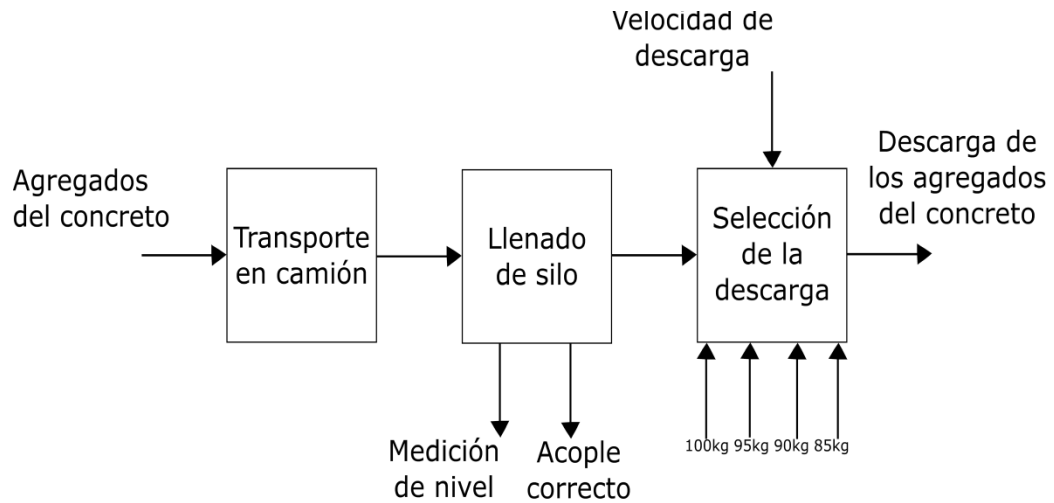 Velocidad de
descarga
Agregados
del concreto
Transporte
en camión
Llenado
de silo
Selección
de la
descarga
Descarga de
los agregados
del concreto
100kg 95kg 90kg 85kg
Medición
de nivel
Acople
correcto